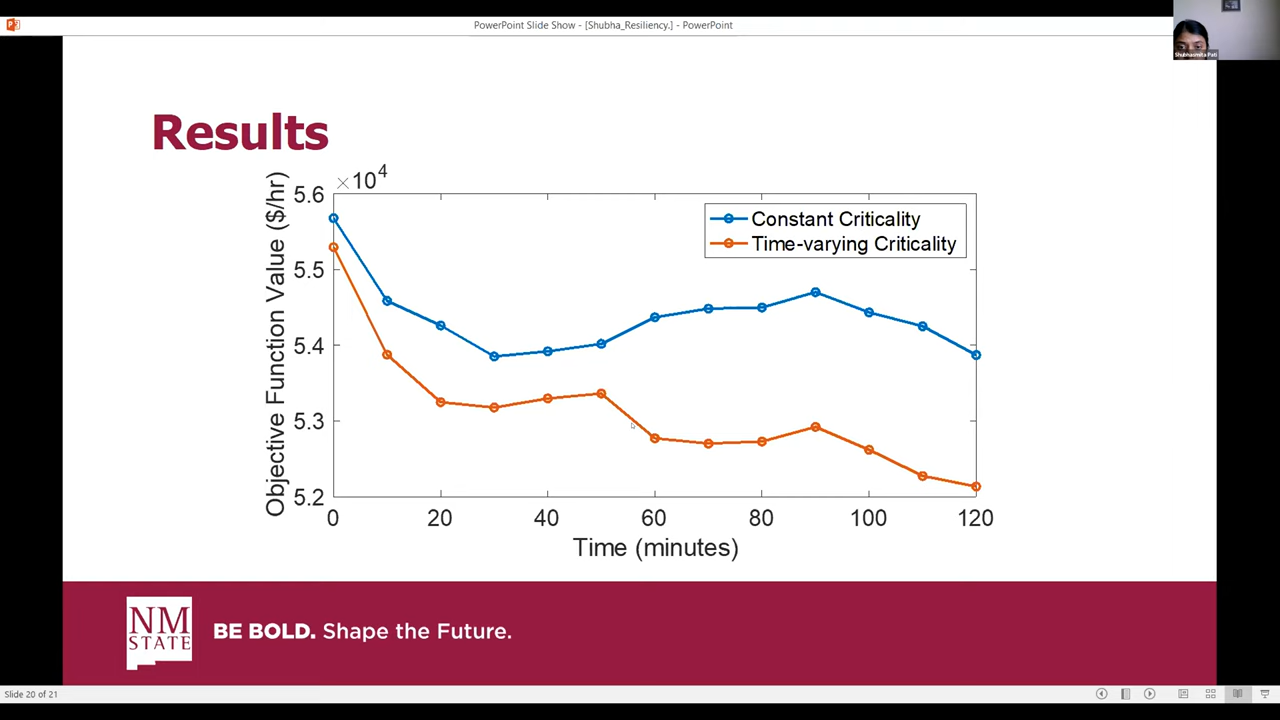 PowerPoint Slide Show - [Shubha_Resiliency.] - PowerPoint
Shubhasmita Pati
Results
×10^4
Objective Function Value ($/hr)
5.6
5.5
5.4
5.3
5.2
Constant Criticality
Time-varying Criticality
0 20 40 60 80 100 120
Time (minutes)
NM
STATE
BE BOLD. Shape the Future.
Slide 20 of 21